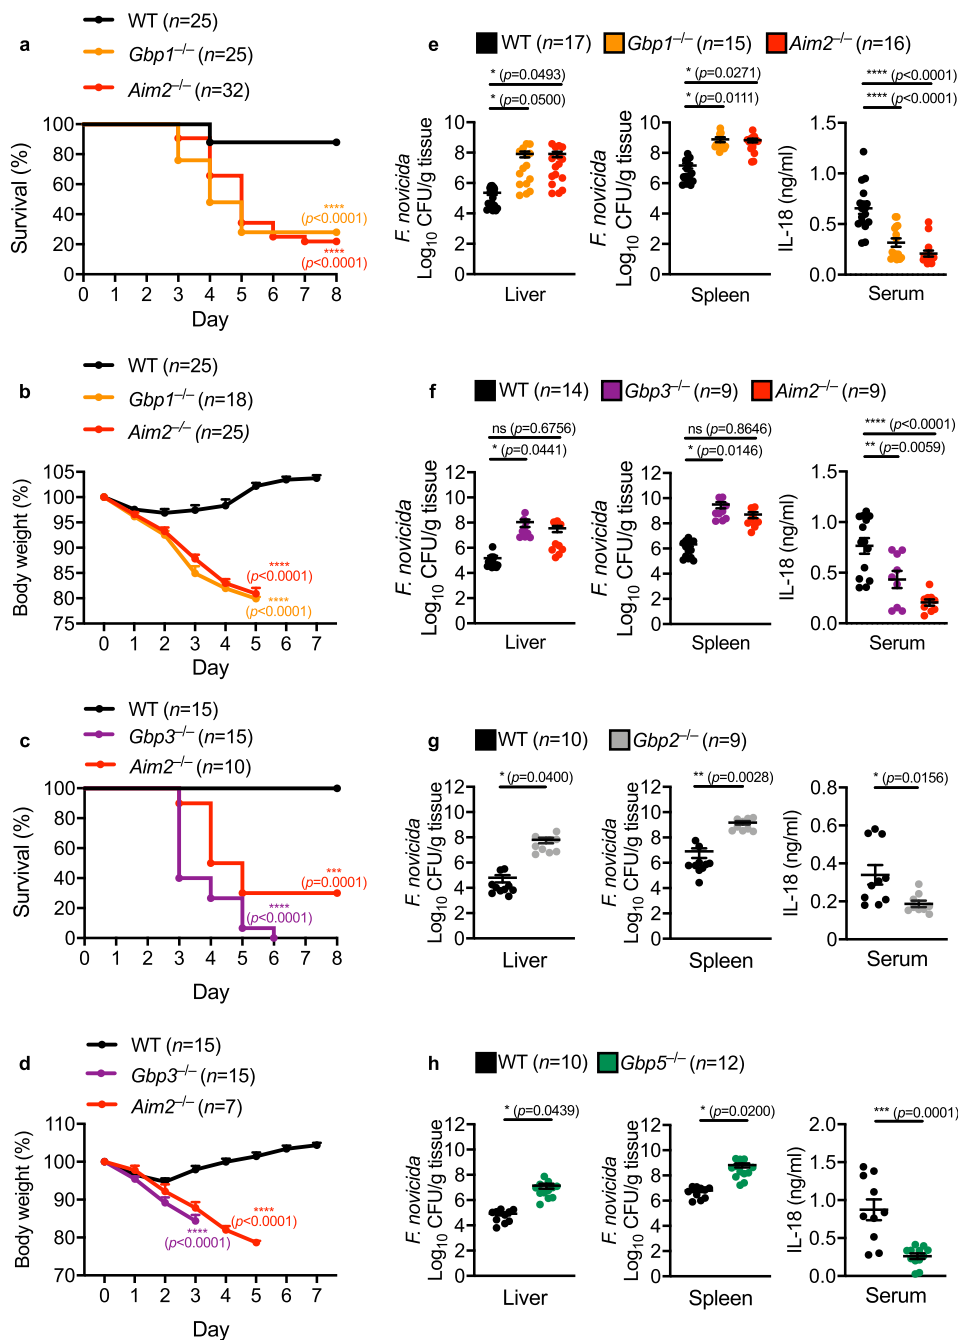 a
WT (n=25)
Gbp1–/– (n=25)
Aim2–/– (n=32)
Survival (%)
100
80
60
40
20
0
****
(p<0.0001)
****
(p<0.0001)
0 1 2 3 4 5 6 7 8
Day
b
WT (n=25)
Gbp1–/– (n=18)
Aim2–/– (n=25)
Body weight (%)
105
100
95
90
85
80
75
****
(p<0.0001)
****
(p<0.0001)
0 1 2 3 4 5 6 7
Day
c
WT (n=15)
Gbp3–/– (n=15)
Aim2–/– (n=10)
Survival (%)
100
80
60
40
20
0
***
(p=0.0001)
****
(p<0.0001)
0 1 2 3 4 5 6 7 8
Day
d
WT (n=15)
Gbp3–/– (n=15)
Aim2–/– (n=7)
Body weight (%)
110
100
90
80
70
****
(p<0.0001)
****
(p<0.0001)
0 1 2 3 4 5 6 7
Day
e
WT (n=17) Gbp1–/– (n=15) Aim2–/– (n=16)
* (p=0.0493)
* (p=0.0500)
F. novicida
Log10 CFU/g tissue
10
8
6
4
2
0
Liver
* (p=0.0271)
* (p=0.0111)
F. novicida
Log10 CFU/g tissue
10
8
6
4
2
0
Spleen
**** (p<0.0001)
**** (p<0.0001)
IL-18 (ng/ml)
1.5
1.0
0.5
0.0
Serum
f
WT (n=14) Gbp3–/– (n=9) Aim2–/– (n=9)
ns (p=0.6756)
* (p=0.0441)
F. novicida
Log10 CFU/g tissue
12
10
8
6
4
2
0
Liver
ns (p=0.8646)
* (p=0.0146)
F. novicida
Log10 CFU/g tissue
12
10
8
6
4
2
0
Spleen
**** (p<0.0001)
** (p=0.0059)
IL-18 (ng/ml)
1.5
1.0
0.5
0.0
Serum
g
WT (n=10) Gbp2–/– (n=9)
* (p=0.0400)
F. novicida
Log10 CFU/g tissue
12
10
8
6
4
2
0
Liver
** (p=0.0028)
F. novicida
Log10 CFU/g tissue
12
10
8
6
4
2
0
Spleen
* (p=0.0156)
IL-18 (ng/ml)
0.8
0.6
0.4
0.2
0.0
Serum
h
WT (n=10) Gbp5–/– (n=12)
* (p=0.0439)
F. novicida
Log10 CFU/g tissue
12
10
8
6
4
2
0
Liver
* (p=0.0200)
F. novicida
Log10 CFU/g tissue
12
10
8
6
4
2
0
Spleen
*** (p=0.0001)
IL-18 (ng/ml)
2.0
1.5
1.0
0.5
0.0
Serum